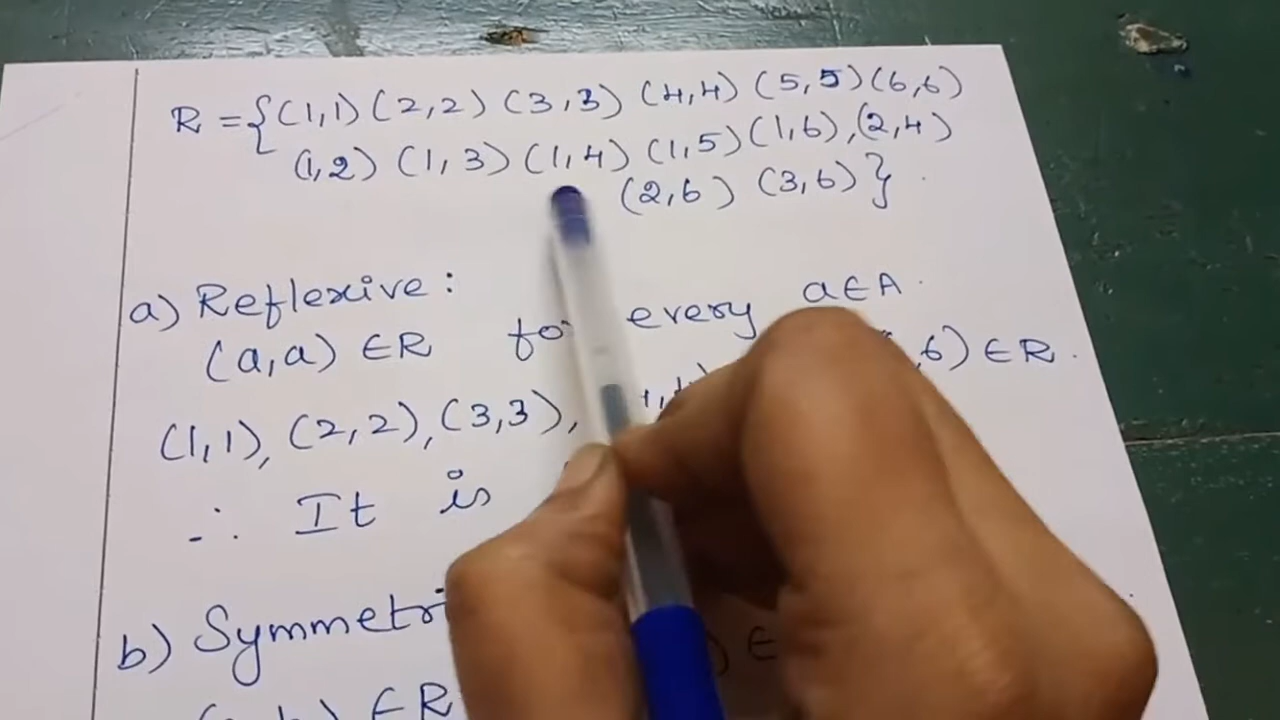 R = {(1,1) (2,2) (3,3) (4,4) (5,5) (6,6)
(1,2) (1,3) (1,4) (1,5) (1,6), (2,4)
(2,6) (3,6)} .
a) Reflexive :
(a,a) ∈ R every a∈A.
(1,1), (2,2), (3,3), ,6) ∈ R .
∴ It is
b)
∈ R